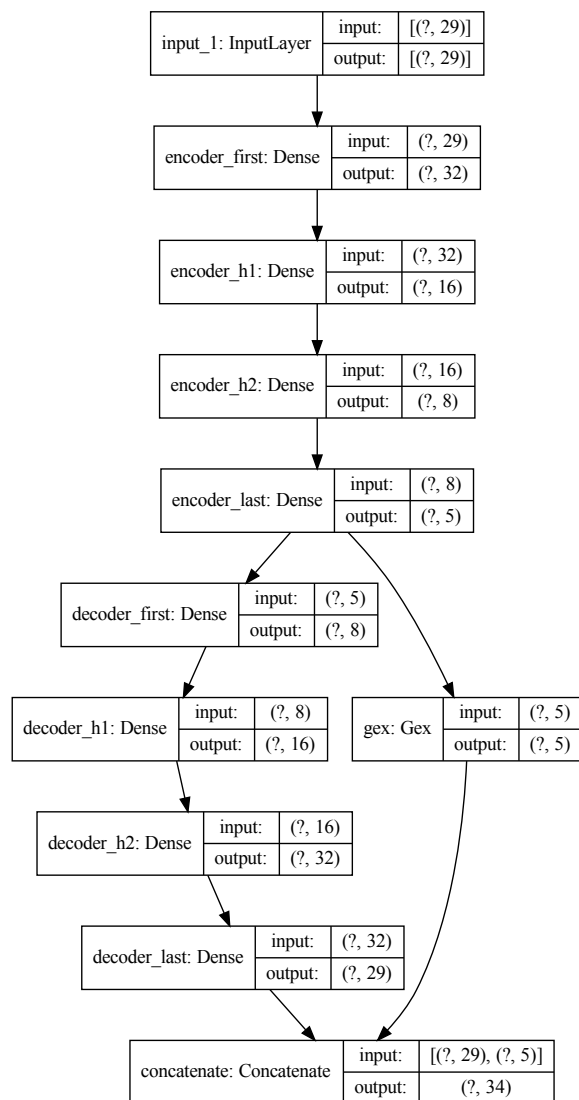 input_1: InputLayer
input: [(?, 29)]
output: [(?, 29)]
encoder_first: Dense
input: (?, 29)
output: (?, 32)
encoder_h1: Dense
input: (?, 32)
output: (?, 16)
encoder_h2: Dense
input: (?, 16)
output: (?, 8)
encoder_last: Dense
input: (?, 8)
output: (?, 5)
decoder_first: Dense
input: (?, 5)
output: (?, 8)
decoder_h1: Dense
input: (?, 8)
output: (?, 16)
gex: Gex
input: (?, 5)
output: (?, 5)
decoder_h2: Dense
input: (?, 16)
output: (?, 32)
decoder_last: Dense
input: (?, 32)
output: (?, 29)
concatenate: Concatenate
input: [(?, 29), (?, 5)]
output: (?, 34)